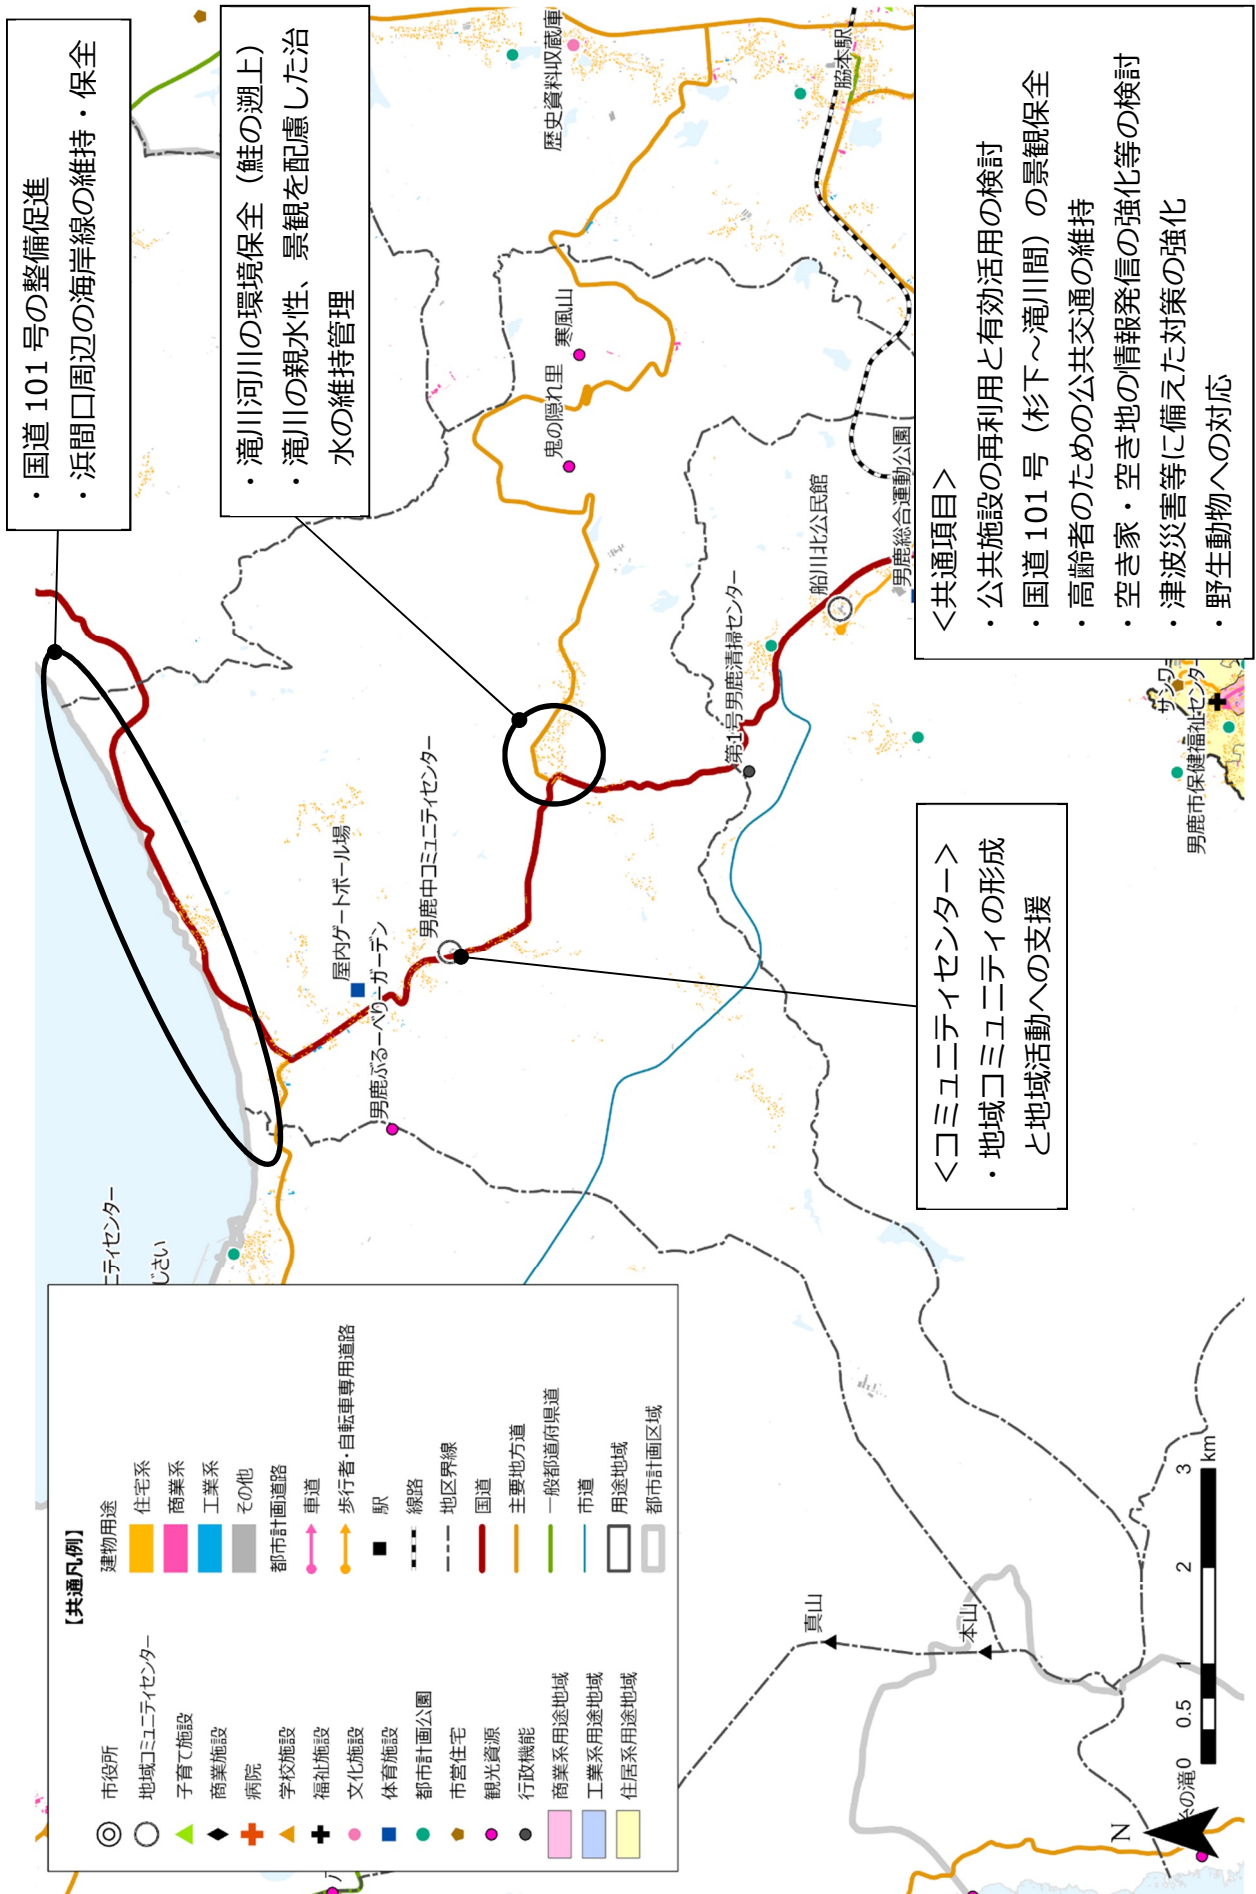 ・国道 101 号の整備促進
・浜間口周辺の海岸線の維持・保全
・滝川河川の環境保全（鮭の遡上）
・滝川の親水性、景観を配慮した治
水の維持管理
<共通項目>
・公共施設の再利用と有効活用の検討
・国道 101 号（杉下～滝川間）の景観保全
・高齢者のための公共交通の維持
・空き家・空き地の情報発信の強化等の検討
・津波災害等に備えた対策の強化
・野生動物への対応
<コミュニティセンター>
・地域コミュニティの形成
と地域活動への支援
歴史資料収蔵庫
脇本駅
寒風山
鬼の隠れ里
船川北公民館
男鹿総合運動公園
第1号男鹿清掃センター
男鹿中コミュニティセンター
屋内ゲートボール場
男鹿ぶるーべりーガーデン
サンワー
男鹿市保健福祉センター
ニティセンター
じさい
真山
本山
糸の滝
【共通凡例】
市役所
地域コミュニティセンター
子育て施設
商業施設
病院
学校施設
福祉施設
文化施設
体育施設
都市計画公園
市営住宅
観光資源
行政機能
商業系用途地域
工業系用途地域
住居系用途地域
建物用途
住宅系
商業系
工業系
その他
都市計画道路
車道
歩行者・自転車専用道路
駅
線路
地区界線
国道
主要地方道
一般都道府県道
市道
用途地域
都市計画区域
N
0 0.5 1 2 3
km